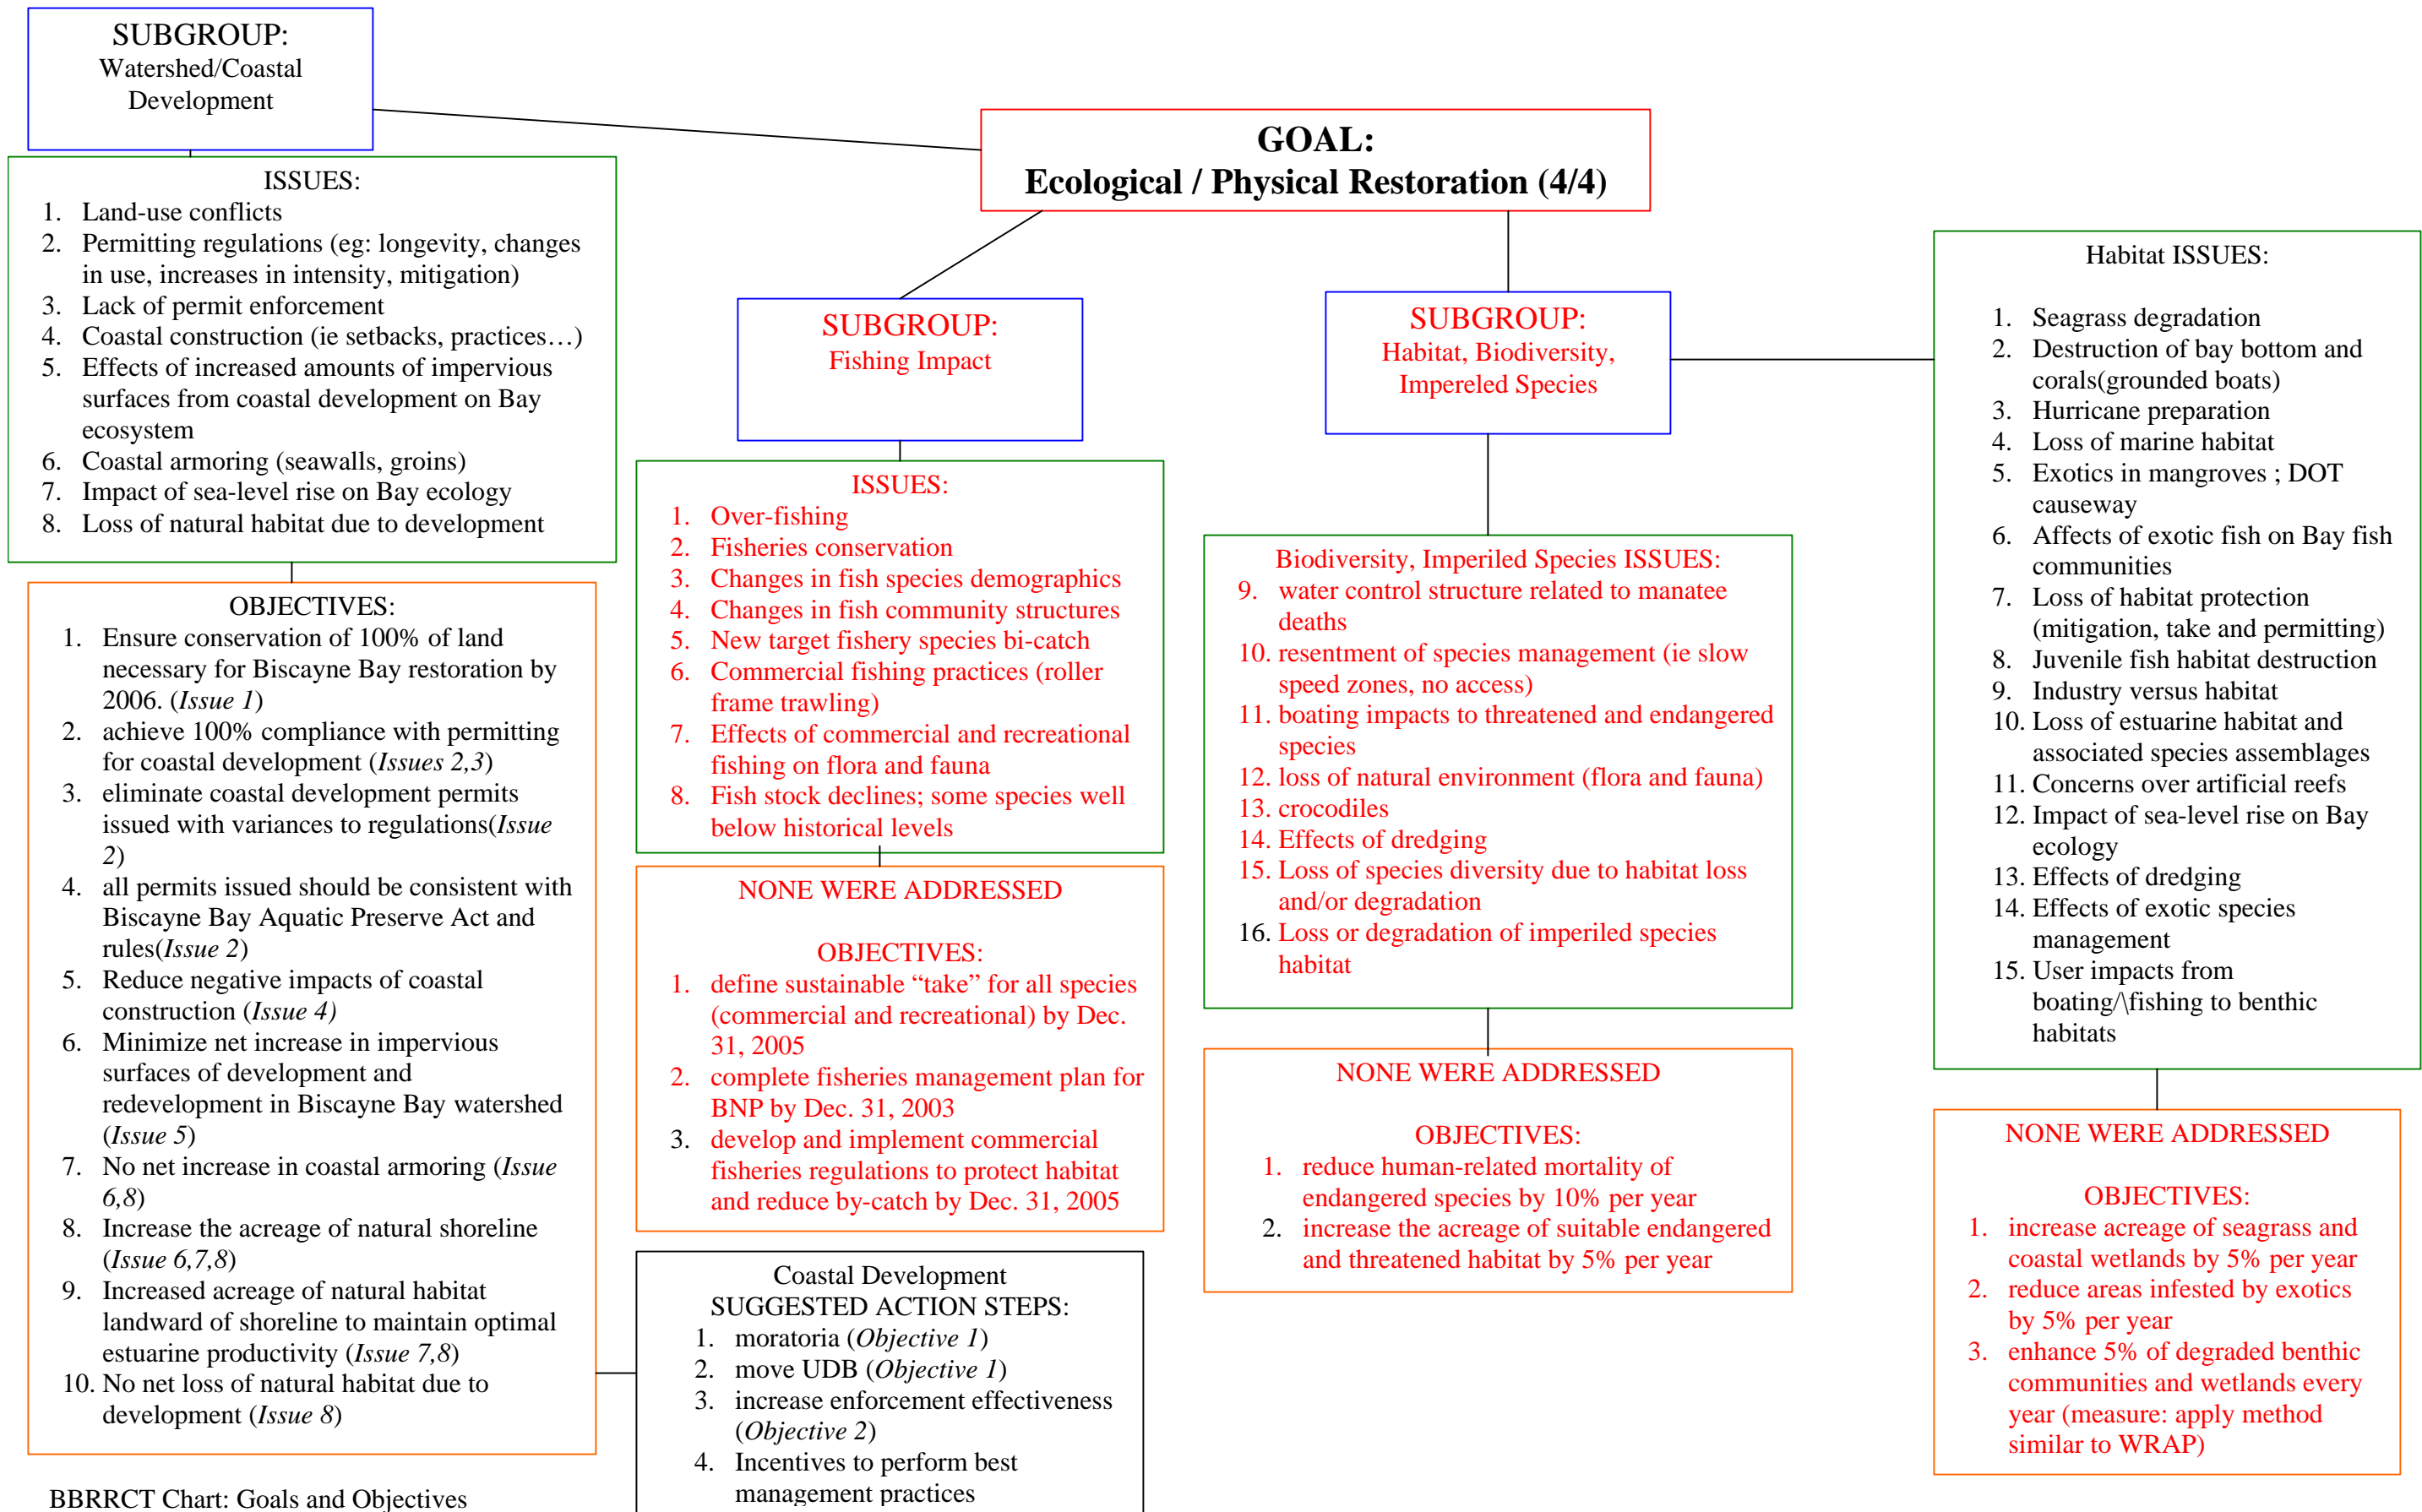 SUBGROUP:
Watershed/Coastal
Development
GOAL:
Ecological / Physical Restoration (4/4)
ISSUES:
1. Land-use conflicts
2. Permitting regulations (eg: longevity, changes
in use, increases in intensity, mitigation)
3. Lack of permit enforcement
4. Coastal construction (ie setbacks, practices…)
5. Effects of increased amounts of impervious
surfaces from coastal development on Bay
ecosystem
6. Coastal armoring (seawalls, groins)
7. Impact of sea-level rise on Bay ecology
8. Loss of natural habitat due to development
OBJECTIVES:
1. Ensure conservation of 100% of land
necessary for Biscayne Bay restoration by
2006. (Issue 1)
2. achieve 100% compliance with permitting
for coastal development (Issues 2,3)
3. eliminate coastal development permits
issued with variances to regulations(Issue
2)
4. all permits issued should be consistent with
Biscayne Bay Aquatic Preserve Act and
rules(Issue 2)
5. Reduce negative impacts of coastal
construction (Issue 4)
6. Minimize net increase in impervious
surfaces of development and
redevelopment in Biscayne Bay watershed
(Issue 5)
7. No net increase in coastal armoring (Issue
6,8)
8. Increase the acreage of natural shoreline
(Issue 6,7,8)
9. Increased acreage of natural habitat
landward of shoreline to maintain optimal
estuarine productivity (Issue 7,8)
10. No net loss of natural habitat due to
development (Issue 8)
SUBGROUP:
Fishing Impact
ISSUES:
1. Over-fishing
2. Fisheries conservation
3. Changes in fish species demographics
4. Changes in fish community structures
5. New target fishery species bi-catch
6. Commercial fishing practices (roller
frame trawling)
7. Effects of commercial and recreational
fishing on flora and fauna
8. Fish stock declines; some species well
below historical levels
NONE WERE ADDRESSED
OBJECTIVES:
1. define sustainable “take” for all species
(commercial and recreational) by Dec.
31, 2005
2. complete fisheries management plan for
BNP by Dec. 31, 2003
3. develop and implement commercial
fisheries regulations to protect habitat
and reduce by-catch by Dec. 31, 2005
Coastal Development
SUGGESTED ACTION STEPS:
1. moratoria (Objective 1)
2. move UDB (Objective 1)
3. increase enforcement effectiveness
(Objective 2)
4. Incentives to perform best
management practices
SUBGROUP:
Habitat, Biodiversity,
Impereled Species
Biodiversity, Imperiled Species ISSUES:
9. water control structure related to manatee
deaths
10. resentment of species management (ie slow
speed zones, no access)
11. boating impacts to threatened and endangered
species
12. loss of natural environment (flora and fauna)
13. crocodiles
14. Effects of dredging
15. Loss of species diversity due to habitat loss
and/or degradation
16. Loss or degradation of imperiled species
habitat
NONE WERE ADDRESSED
OBJECTIVES:
1. reduce human-related mortality of
endangered species by 10% per year
2. increase the acreage of suitable endangered
and threatened habitat by 5% per year
Habitat ISSUES:
1. Seagrass degradation
2. Destruction of bay bottom and
corals(grounded boats)
3. Hurricane preparation
4. Loss of marine habitat
5. Exotics in mangroves ; DOT
causeway
6. Affects of exotic fish on Bay fish
communities
7. Loss of habitat protection
(mitigation, take and permitting)
8. Juvenile fish habitat destruction
9. Industry versus habitat
10. Loss of estuarine habitat and
associated species assemblages
11. Concerns over artificial reefs
12. Impact of sea-level rise on Bay
ecology
13. Effects of dredging
14. Effects of exotic species
management
15. User impacts from
boating/\fishing to benthic
habitats
NONE WERE ADDRESSED
OBJECTIVES:
1. increase acreage of seagrass and
coastal wetlands by 5% per year
2. reduce areas infested by exotics
by 5% per year
3. enhance 5% of degraded benthic
communities and wetlands every
year (measure: apply method
similar to WRAP)
BBRRCT Chart: Goals and Objectives